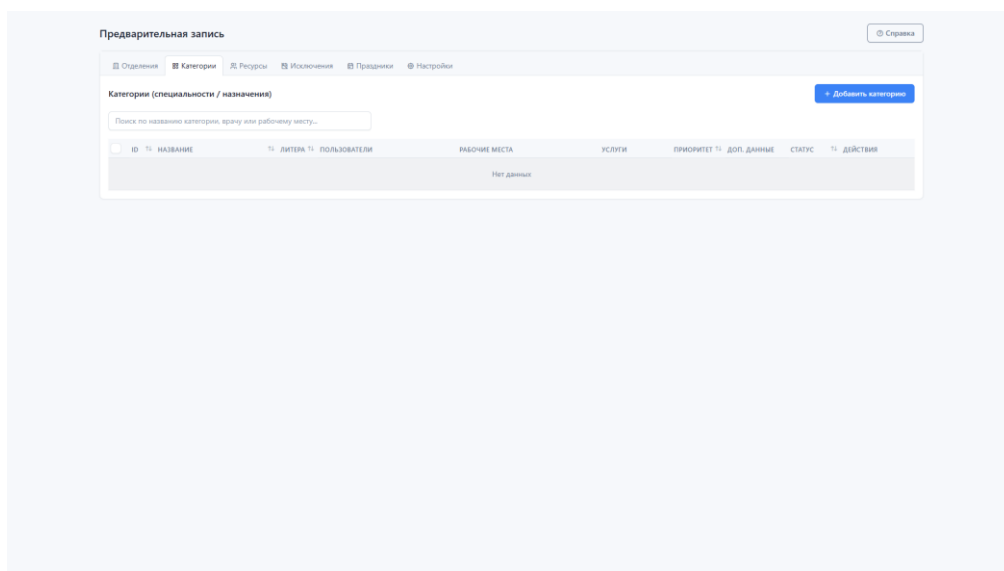 Предварительная запись
Справка
Отделения Категории Ресурсы Исключения Праздники Настройки
Категории (специальности / назначения)
+ Добавить категорию
Поиск по названию категории, врачу или рабочему месту...
ID НАЗВАНИЕ ЛИТЕРА ПОЛЬЗОВАТЕЛИ РАБОЧИЕ МЕСТА УСЛУГИ ПРИОРИТЕТ ДОП. ДАННЫЕ СТАТУС ДЕЙСТВИЯ
Нет данных